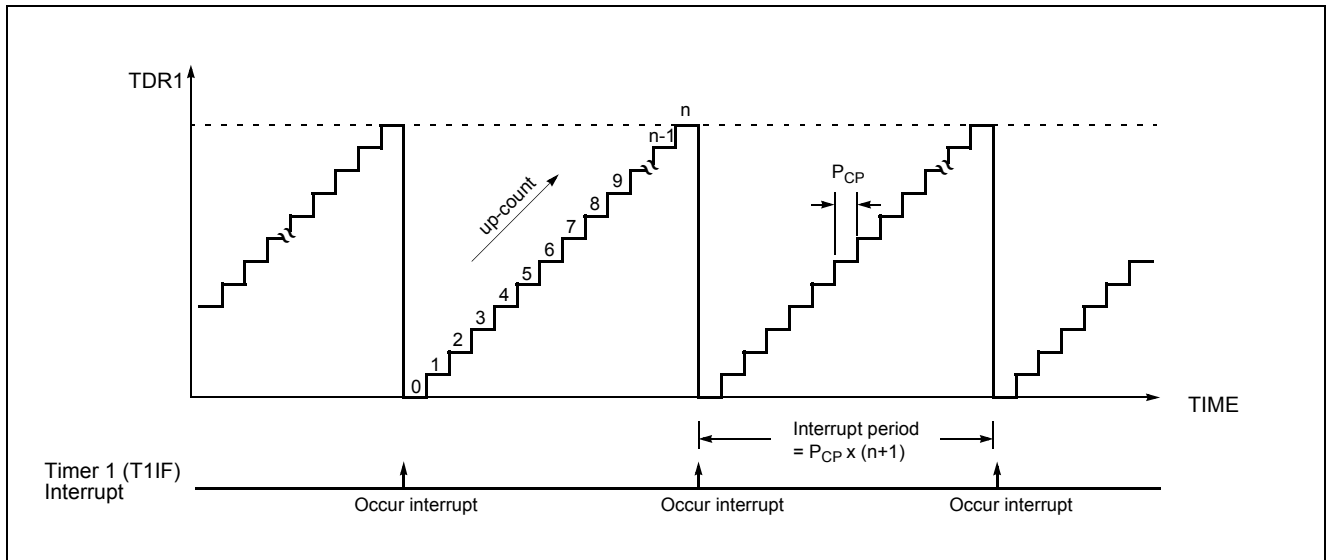 TDR1
n
n-1
9
8
7
6
5
4
3
2
1
0
up-count
PCP
TIME
Interrupt period
= PCP x (n+1)
Timer 1 (T1IF)
Interrupt
Occur interrupt
Occur interrupt
Occur interrupt